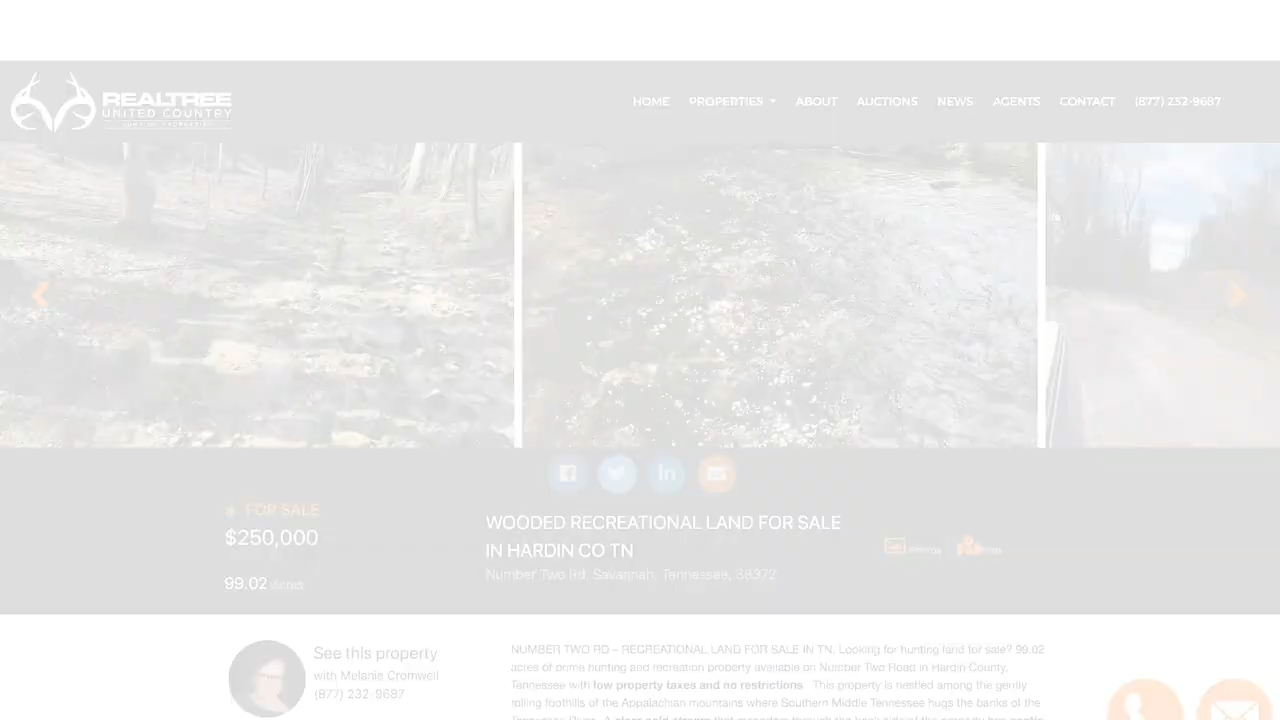 REALTREE
UNITED COUNTRY
HOME PROPERTIES ABOUT AUCTIONS NEWS AGENTS CONTACT (877) 232-9687
FOR SALE
$250,000
99.02 Acres
WOODED RECREATIONAL LAND FOR SALE
IN HARDIN CO TN
Number Two Rd, Savannah, Tennessee, 38372
See this property
with Melanie Cromwell
(877) 232-9687
NUMBER TWO RD – RECREATIONAL LAND FOR SALE IN TN. Looking for hunting land for sale? 99.02
acres of prime hunting and recreation property available on Number Two Road in Hardin County,
Tennessee with low property taxes and no restrictions. This property is nestled among the gently
rolling foothills of the Appalachian mountains where Southern Middle Tennessee hugs the banks of the